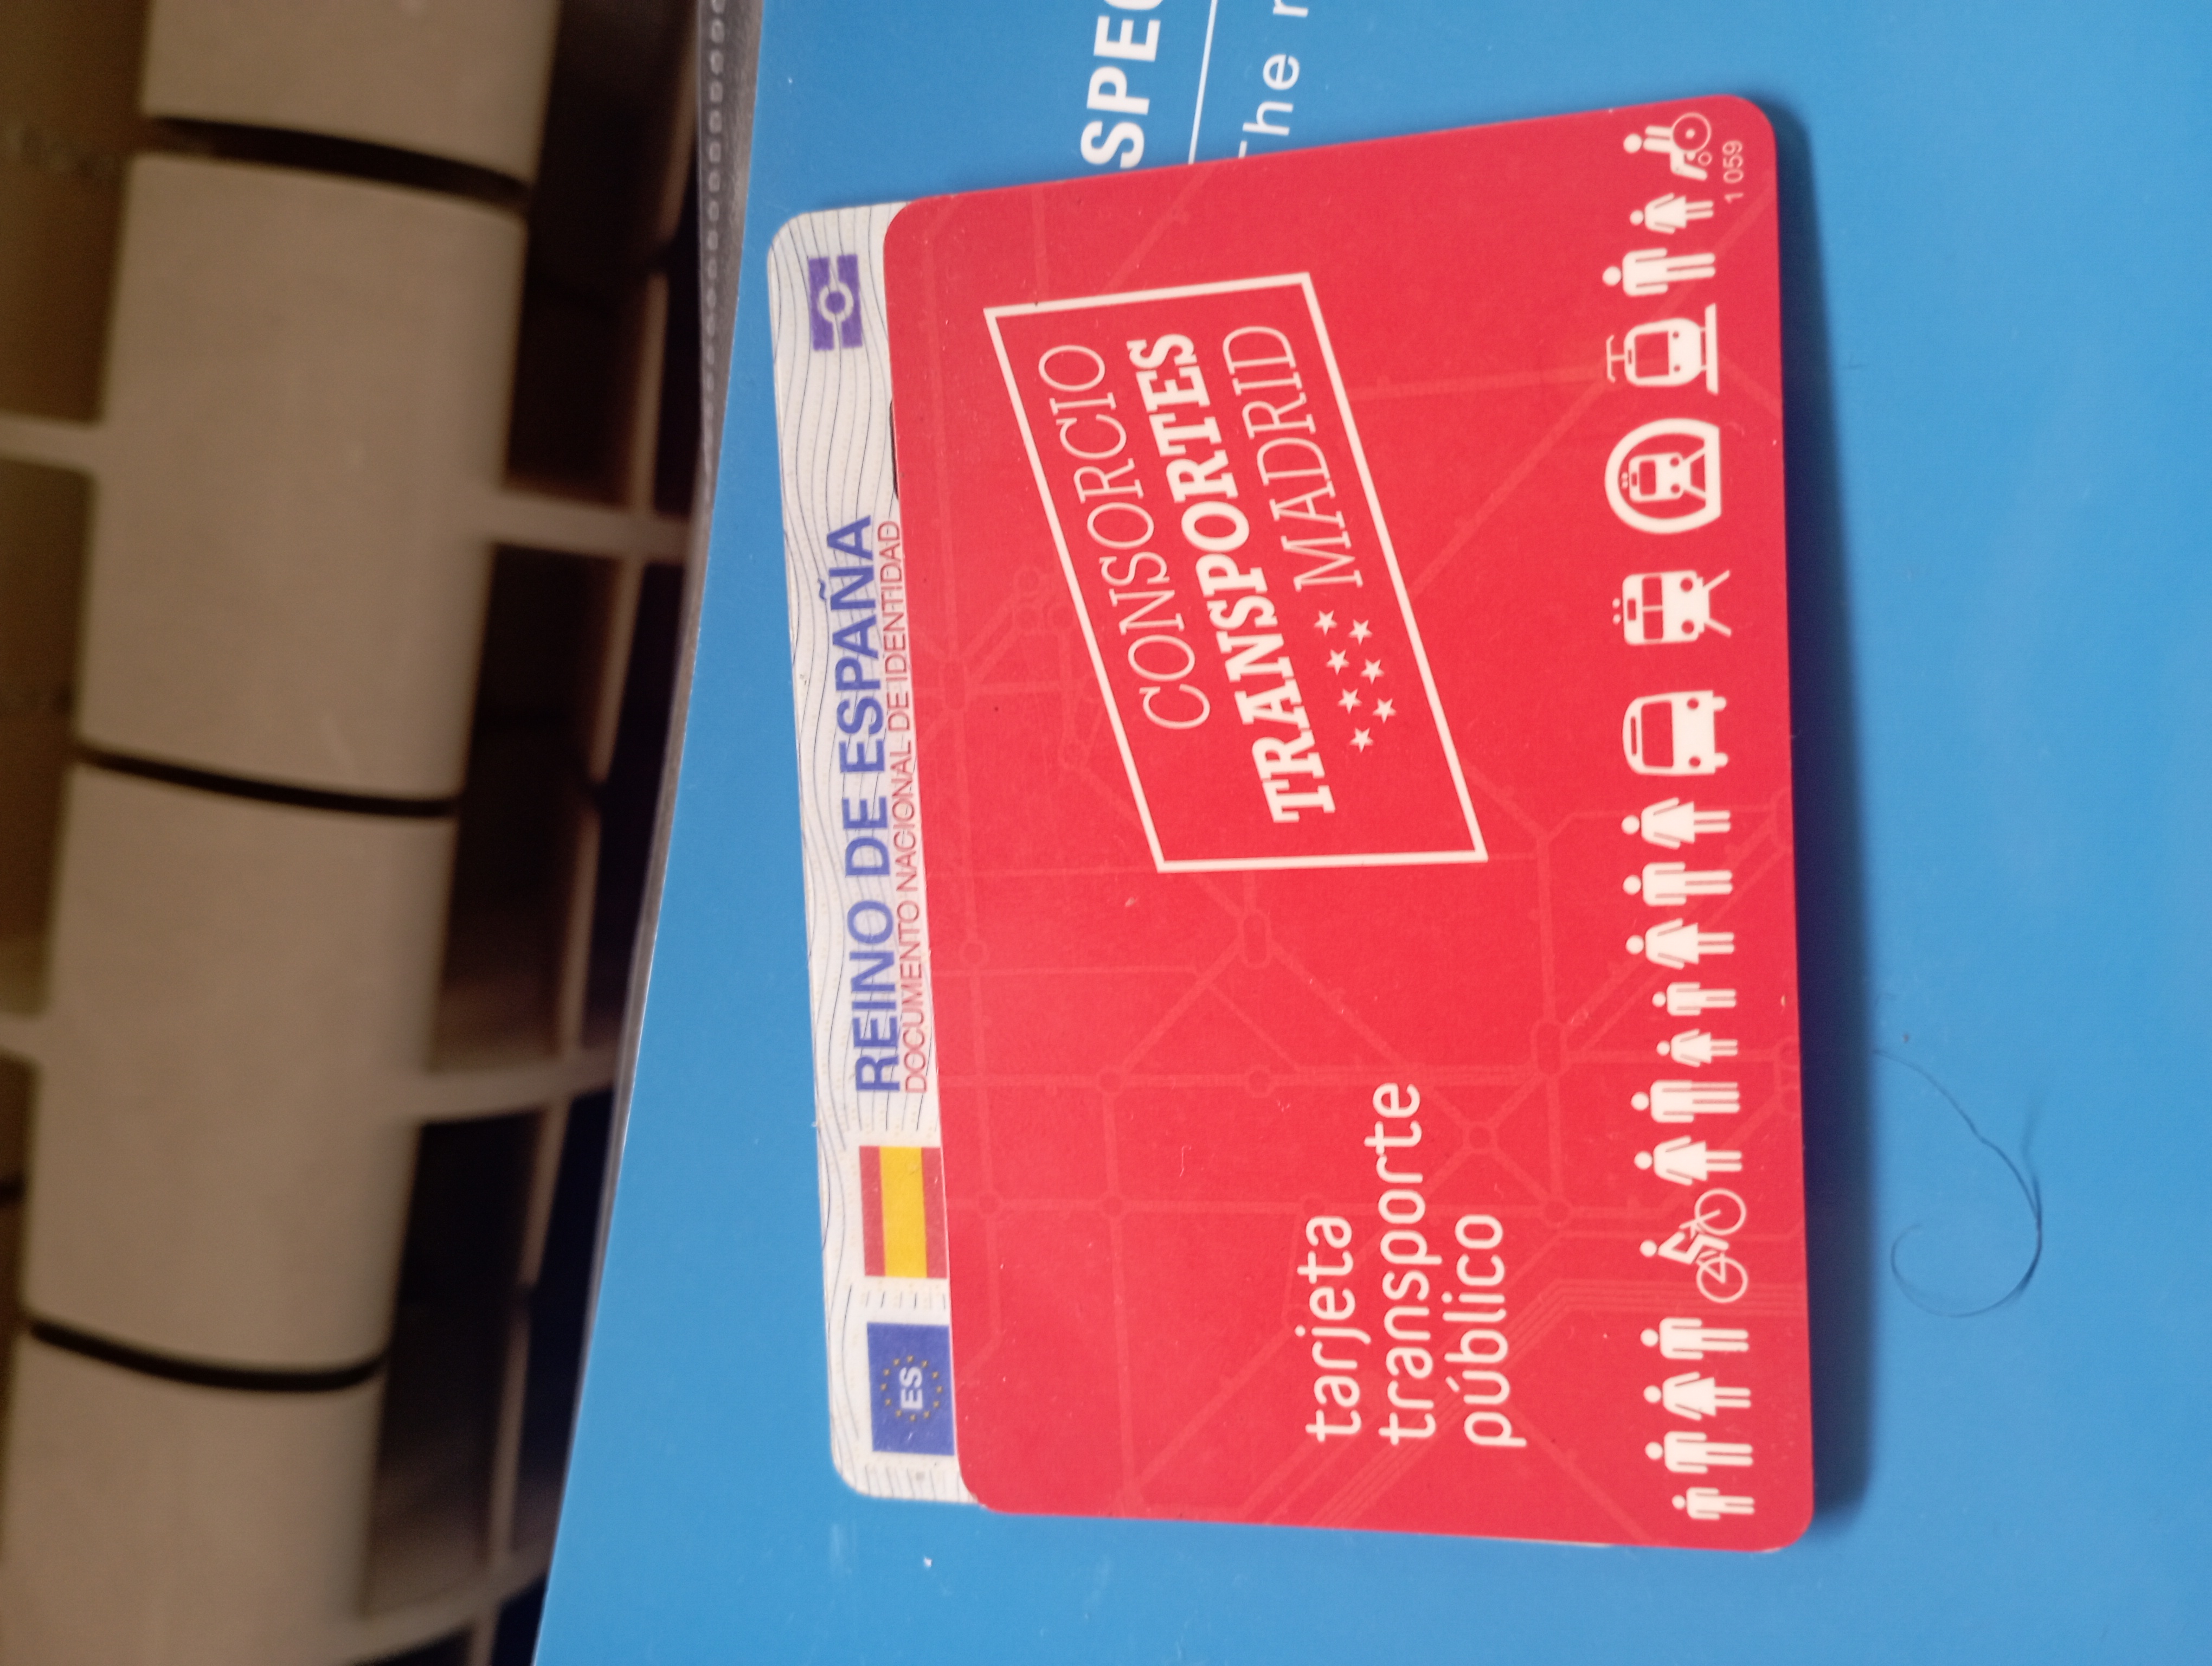 SPEC
The r
ES
REINO DE ESPAÑA
DOCUMENTO NACIONAL DE IDENTIDAD
CONSORCIO
TRANSPORTES
MADRID
tarjeta
transporte
público
1 059